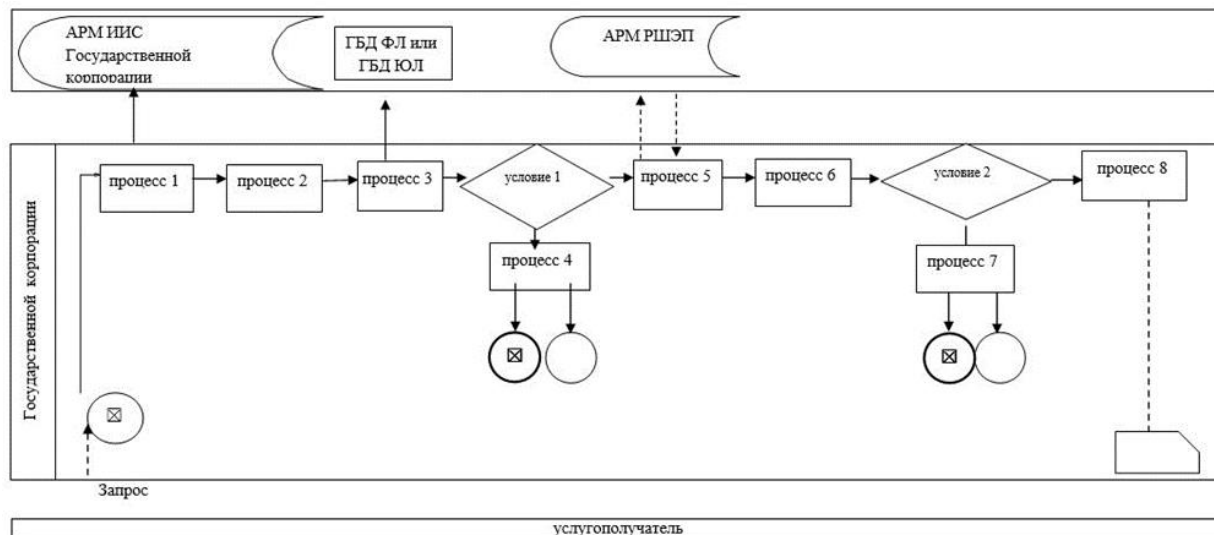 АРМ ИИС
Государственной
корпорации
ГБД ФЛ или
ГБД ЮЛ
АРМ РШЭП
Государственной корпорации
процесс 1
процесс 2
процесс 3
условие 1
процесс 5
процесс 6
условие 2
процесс 8
процесс 4
процесс 7
Запрос
услугополучатель